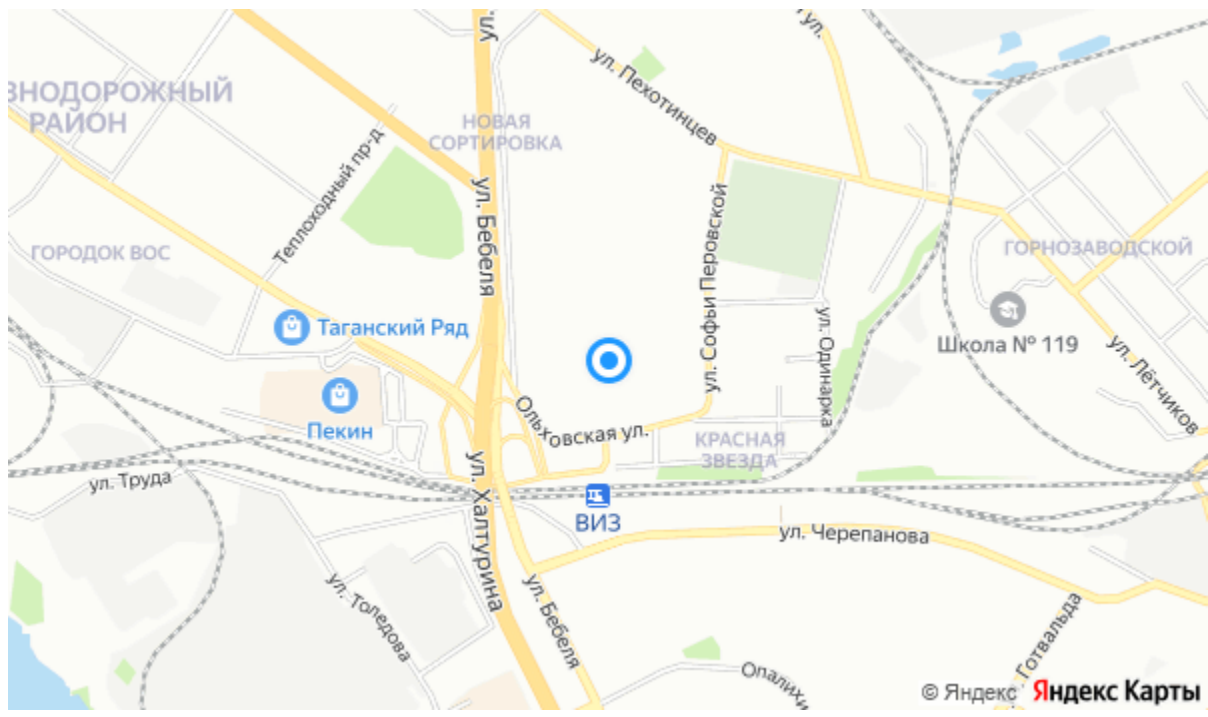 ул.
ул.
ул. Пехотинцев
ЗНОДОРОЖНЫЙ
РАЙОН
НОВАЯ
СОРТИРОВКА
Теплоходный пр-д
ул. Бебеля
ул. Софьи Перовской
ГОРОДОК ВОС
ГОРНОЗАВОДСКОЙ
Таганский Ряд
ул. Одинарка
Школа № 119
ул. Лётчиков
Пекин
Ольховская ул.
КРАСНАЯ
ЗВЕЗДА
ул. Труда
ул. Халтурина
ВИЗ
ул. Черепанова
ул. Толедова
ул. Бебеля
ул. Готвальда
Опалихи
© Яндекс Яндекс Карты